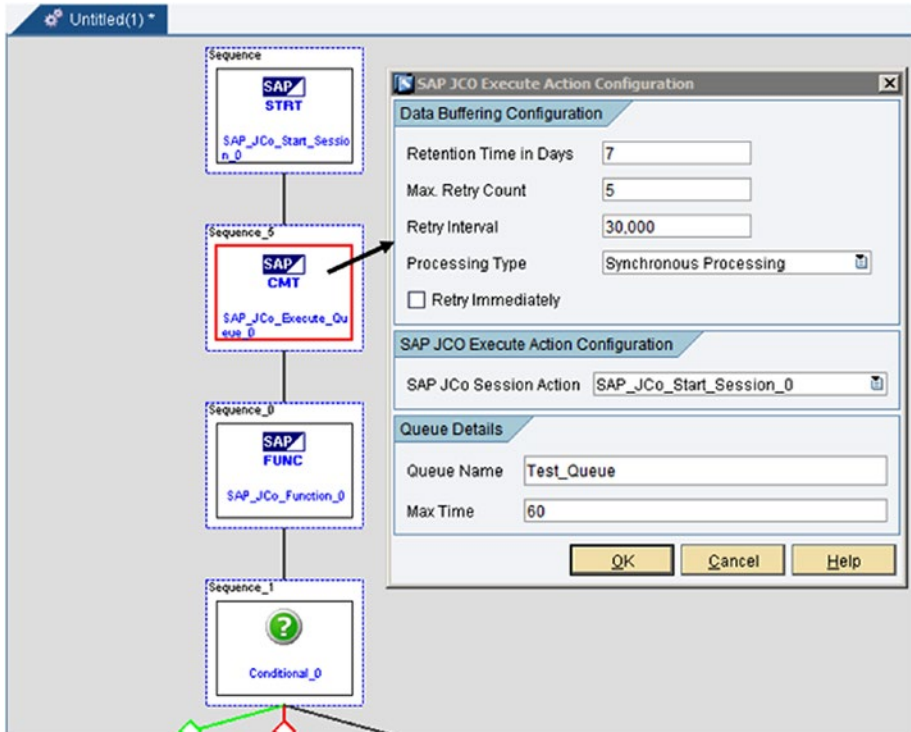 Untitled(1) *
Sequence
SAP
STRT
SAP_JCo_Start_Sessio
n_0
Sequence_5
SAP
CMT
SAP_JCo_Execute_Qu
eue_0
Sequence_0
SAP
FUNC
SAP_JCo_Function_0
Sequence_1
?
Conditional_0
SAP JCO Execute Action Configuration
Data Buffering Configuration
Retention Time in Days 7
Max. Retry Count 5
Retry Interval 30,000
Processing Type Synchronous Processing
Retry Immediately
SAP JCO Execute Action Configuration
SAP JCo Session Action SAP_JCo_Start_Session_0
Queue Details
Queue Name Test_Queue
Max Time 60
OK Cancel Help